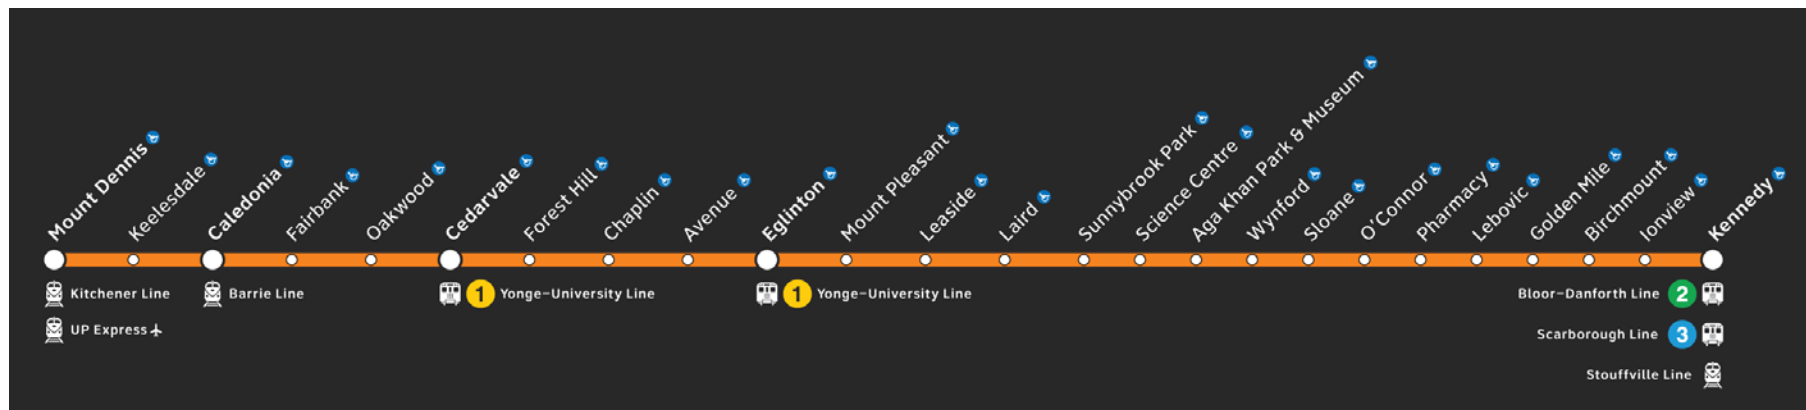 Mount Dennis
Keelesdale
Caledonia
Fairbank
Oakwood
Cedarvale
Forest Hill
Chaplin
Avenue
Eglinton
Mount Pleasant
Leaside
Laird
Sunnybrook Park
Science Centre
Aga Khan Park & Museum
Wynford
Sloane
O'Connor
Pharmacy
Lebovic
Golden Mile
Birchmount
Ionview
Kennedy
Kitchener Line
UP Express
Barrie Line
1 Yonge-University Line
1 Yonge-University Line
Bloor-Danforth Line 2
Scarborough Line 3
Stouffville Line